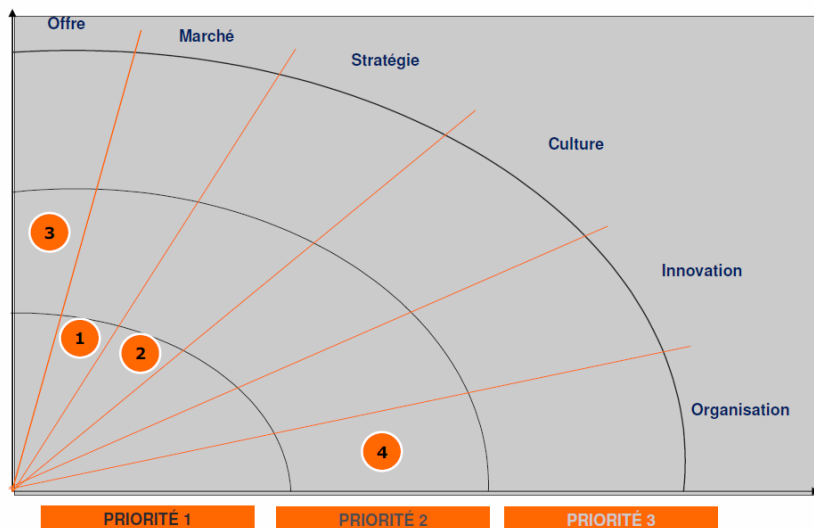 Offre
Marché
Stratégie
Culture
Innovation
Organisation
3
1
2
4
PRIORITÉ 1
PRIORITÉ 2
PRIORITÉ 3